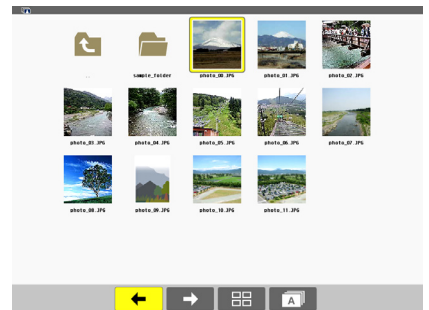 ..
sample_folder
photo_00.JPG
photo_01.JPG
photo_02.JPG
photo_03.JPG
photo_04.JPG
photo_05.JPG
photo_06.JPG
photo_07.JPG
photo_08.JPG
photo_09.JPG
photo_10.JPG
photo_11.JPG
A